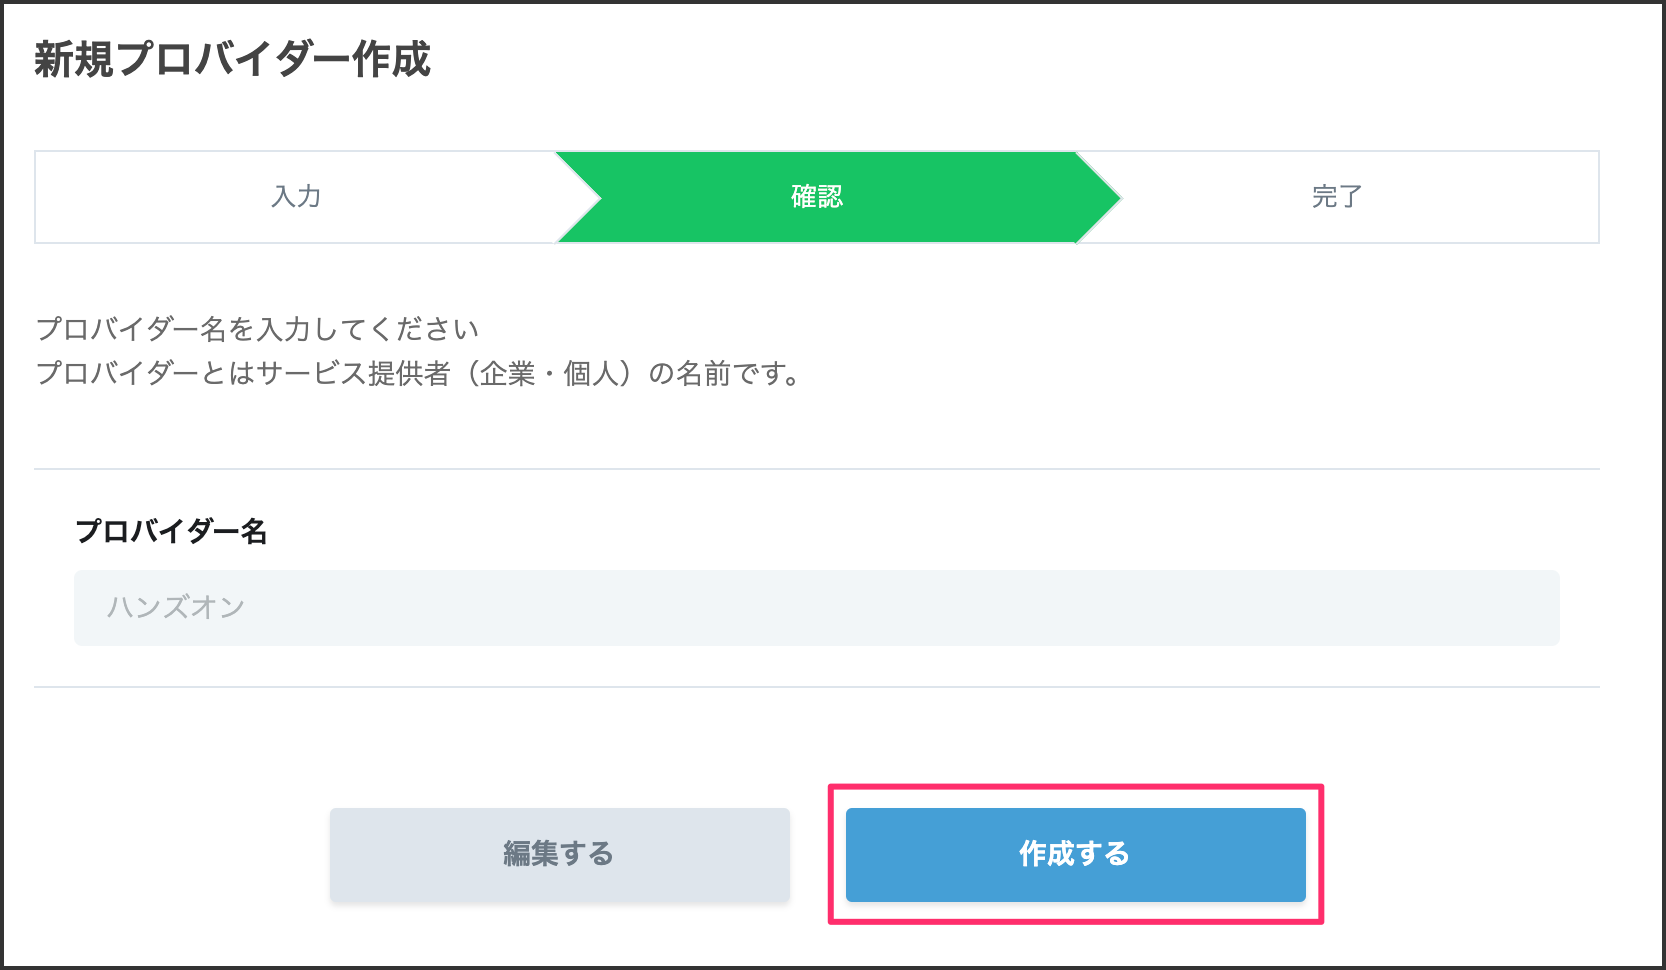 新規プロバイダー作成
入力
確認
完了
プロバイダー名を入力してください
プロバイダーとはサービス提供者（企業・個人）の名前です。
プロバイダー名
ハンズオン
編集する
作成する